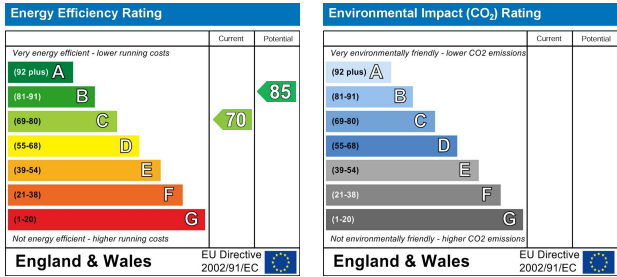 Energy Efficiency Rating
Current Potential
Very energy efficient - lower running costs
(92 plus) A
(81-91) B
(69-80) C
(55-68) D
(39-54) E
(21-38) F
(1-20) G
70
85
Not energy efficient - higher running costs
England & Wales
EU Directive
2002/91/EC
Environmental Impact (CO₂) Rating
Current Potential
Very environmentally friendly - lower CO2 emissions
(92 plus) A
(81-91) B
(69-80) C
(55-68) D
(39-54) E
(21-38) F
(1-20) G
Not environmentally friendly - higher CO2 emissions
England & Wales
EU Directive
2002/91/EC